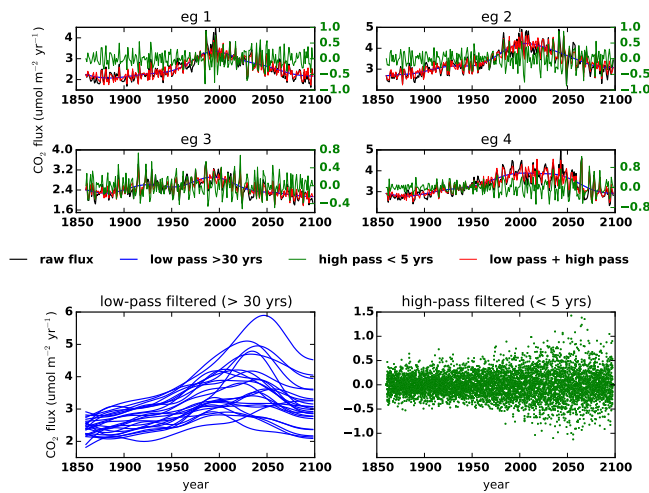 eg 1
4
3
2
1.0
0.5
0.0
−0.5
−1.0
1850 1900 1950 2000 2050 2100
eg 2
5
4
3
2
1.0
0.5
0.0
−0.5
−1.0
1850 1900 1950 2000 2050 2100
CO2 flux (umol m−2 yr−1)
eg 3
4.0
3.2
2.4
1.6
0.8
0.4
0.0
−0.4
1850 1900 1950 2000 2050 2100
eg 4
5
4
3
2
0.8
0.0
−0.8
1850 1900 1950 2000 2050 2100
raw flux low pass >30 yrs high pass < 5 yrs low pass + high pass
low-pass filtered (> 30 yrs)
CO2 flux (umol m−2 yr−1)
6
5
4
3
2
1850 1900 1950 2000 2050 2100
year
high-pass filtered (< 5 yrs)
1.5
1.0
0.5
0.0
−0.5
−1.0
1850 1900 1950 2000 2050 2100
year